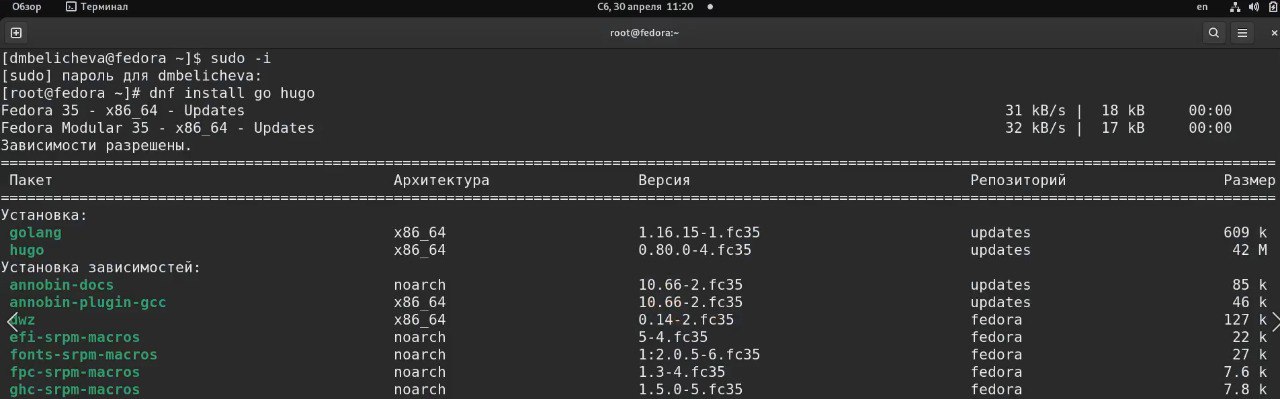 Обзор Терминал Сб, 30 апреля 11:20 en
root@fedora:~
[dmbelicheva@fedora ~]$ sudo -i
[sudo] пароль для dmbelicheva:
[root@fedora ~]# dnf install go hugo
Fedora 35 - x86_64 - Updates 31 kB/s | 18 kB 00:00
Fedora Modular 35 - x86_64 - Updates 32 kB/s | 17 kB 00:00
Зависимости разрешены.
Пакет Архитектура Версия Репозиторий Размер
Установка:
golang x86_64 1.16.15-1.fc35 updates 609 k
hugo x86_64 0.80.0-4.fc35 updates 42 M
Установка зависимостей:
annobin-docs noarch 10.66-2.fc35 updates 85 k
annobin-plugin-gcc x86_64 10.66-2.fc35 updates 46 k
dwz x86_64 0.14-2.fc35 fedora 127 k
efi-srpm-macros noarch 5-4.fc35 fedora 22 k
fonts-srpm-macros noarch 1:2.0.5-6.fc35 fedora 27 k
fpc-srpm-macros noarch 1.3-4.fc35 fedora 7.6 k
ghc-srpm-macros noarch 1.5.0-5.fc35 fedora 7.8 k